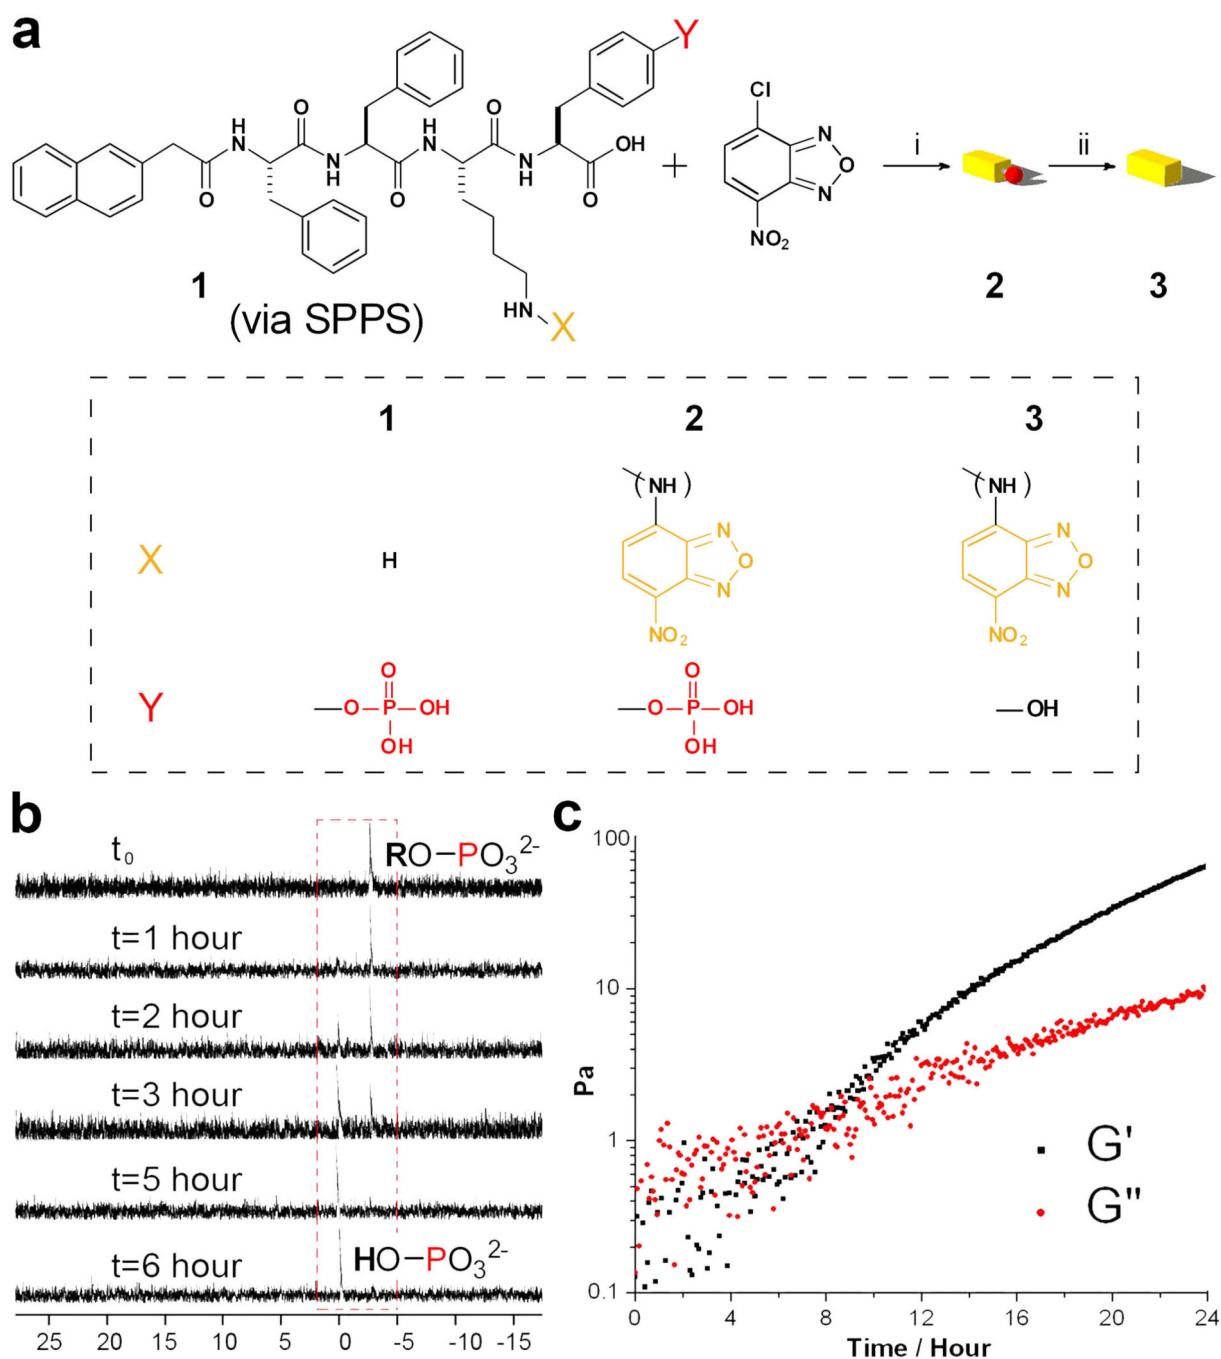 a
Y
Cl
H
N
O
H
N
O
N
O
N
OH
i
ii
O
N
H
O
N
H
O
NO2
1
(via SPPS)
HN
X
2
3
1
2
3
(NH)
(NH)
X
H
N
O
N
NO2
N
O
N
NO2
Y
O
O-P-OH
OH
O
O-P-OH
OH
OH
b
t0
RO-PO3 2-
t=1 hour
t=2 hour
t=3 hour
t=5 hour
t=6 hour
HO-PO3 2-
25 20 15 10 5 0 -5 -10 -15
c
100
10
1
0.1
Pa
G'
G"
0 4 8 12 16 20 24
Time / Hour